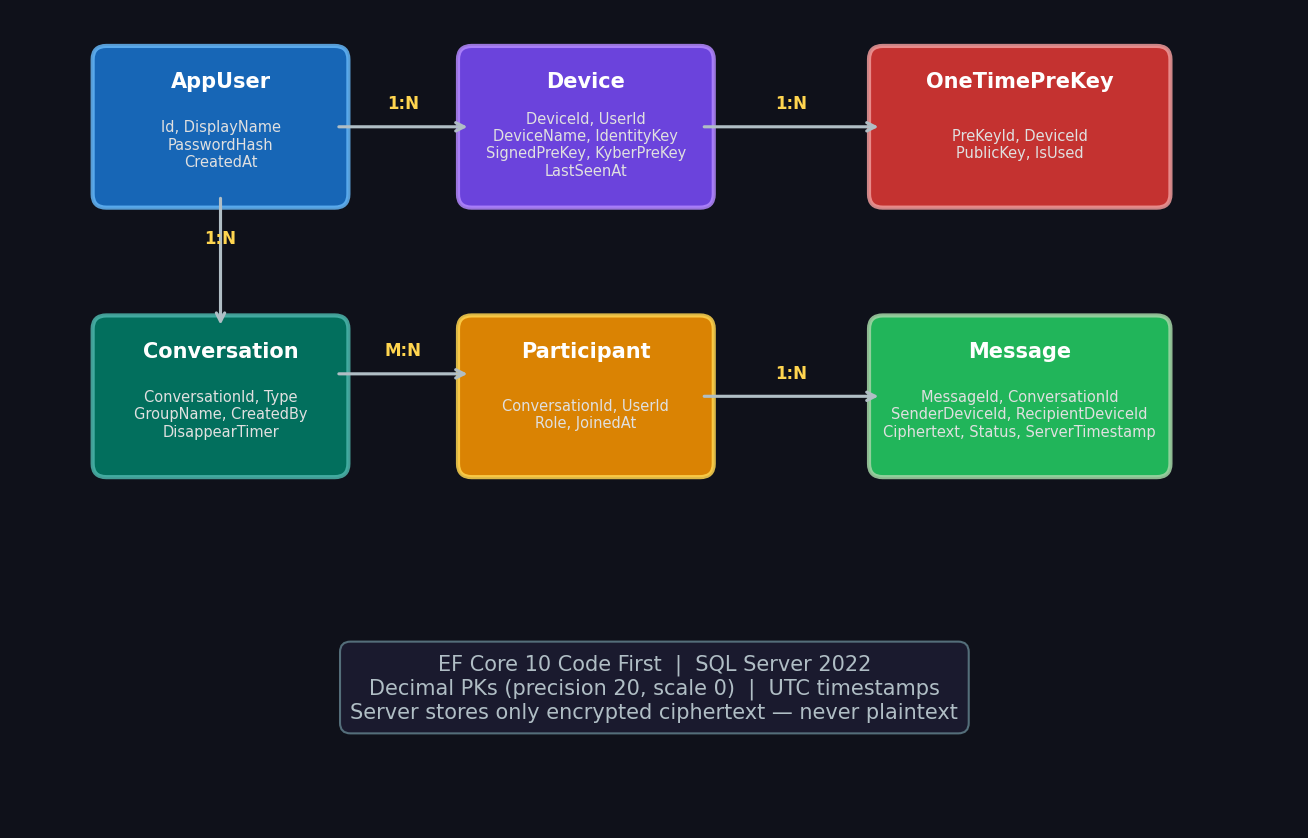 AppUser
Id, DisplayName
PasswordHash
CreatedAt
1:N
Device
DeviceId, UserId
DeviceName, IdentityKey
SignedPreKey, KyberPreKey
LastSeenAt
1:N
OneTimePreKey
PreKeyId, DeviceId
PublicKey, IsUsed
1:N
Conversation
ConversationId, Type
GroupName, CreatedBy
DisappearTimer
M:N
Participant
ConversationId, UserId
Role, JoinedAt
1:N
Message
MessageId, ConversationId
SenderDeviceId, RecipientDeviceId
Ciphertext, Status, ServerTimestamp
EF Core 10 Code First | SQL Server 2022
Decimal PKs (precision 20, scale 0) | UTC timestamps
Server stores only encrypted ciphertext — never plaintext